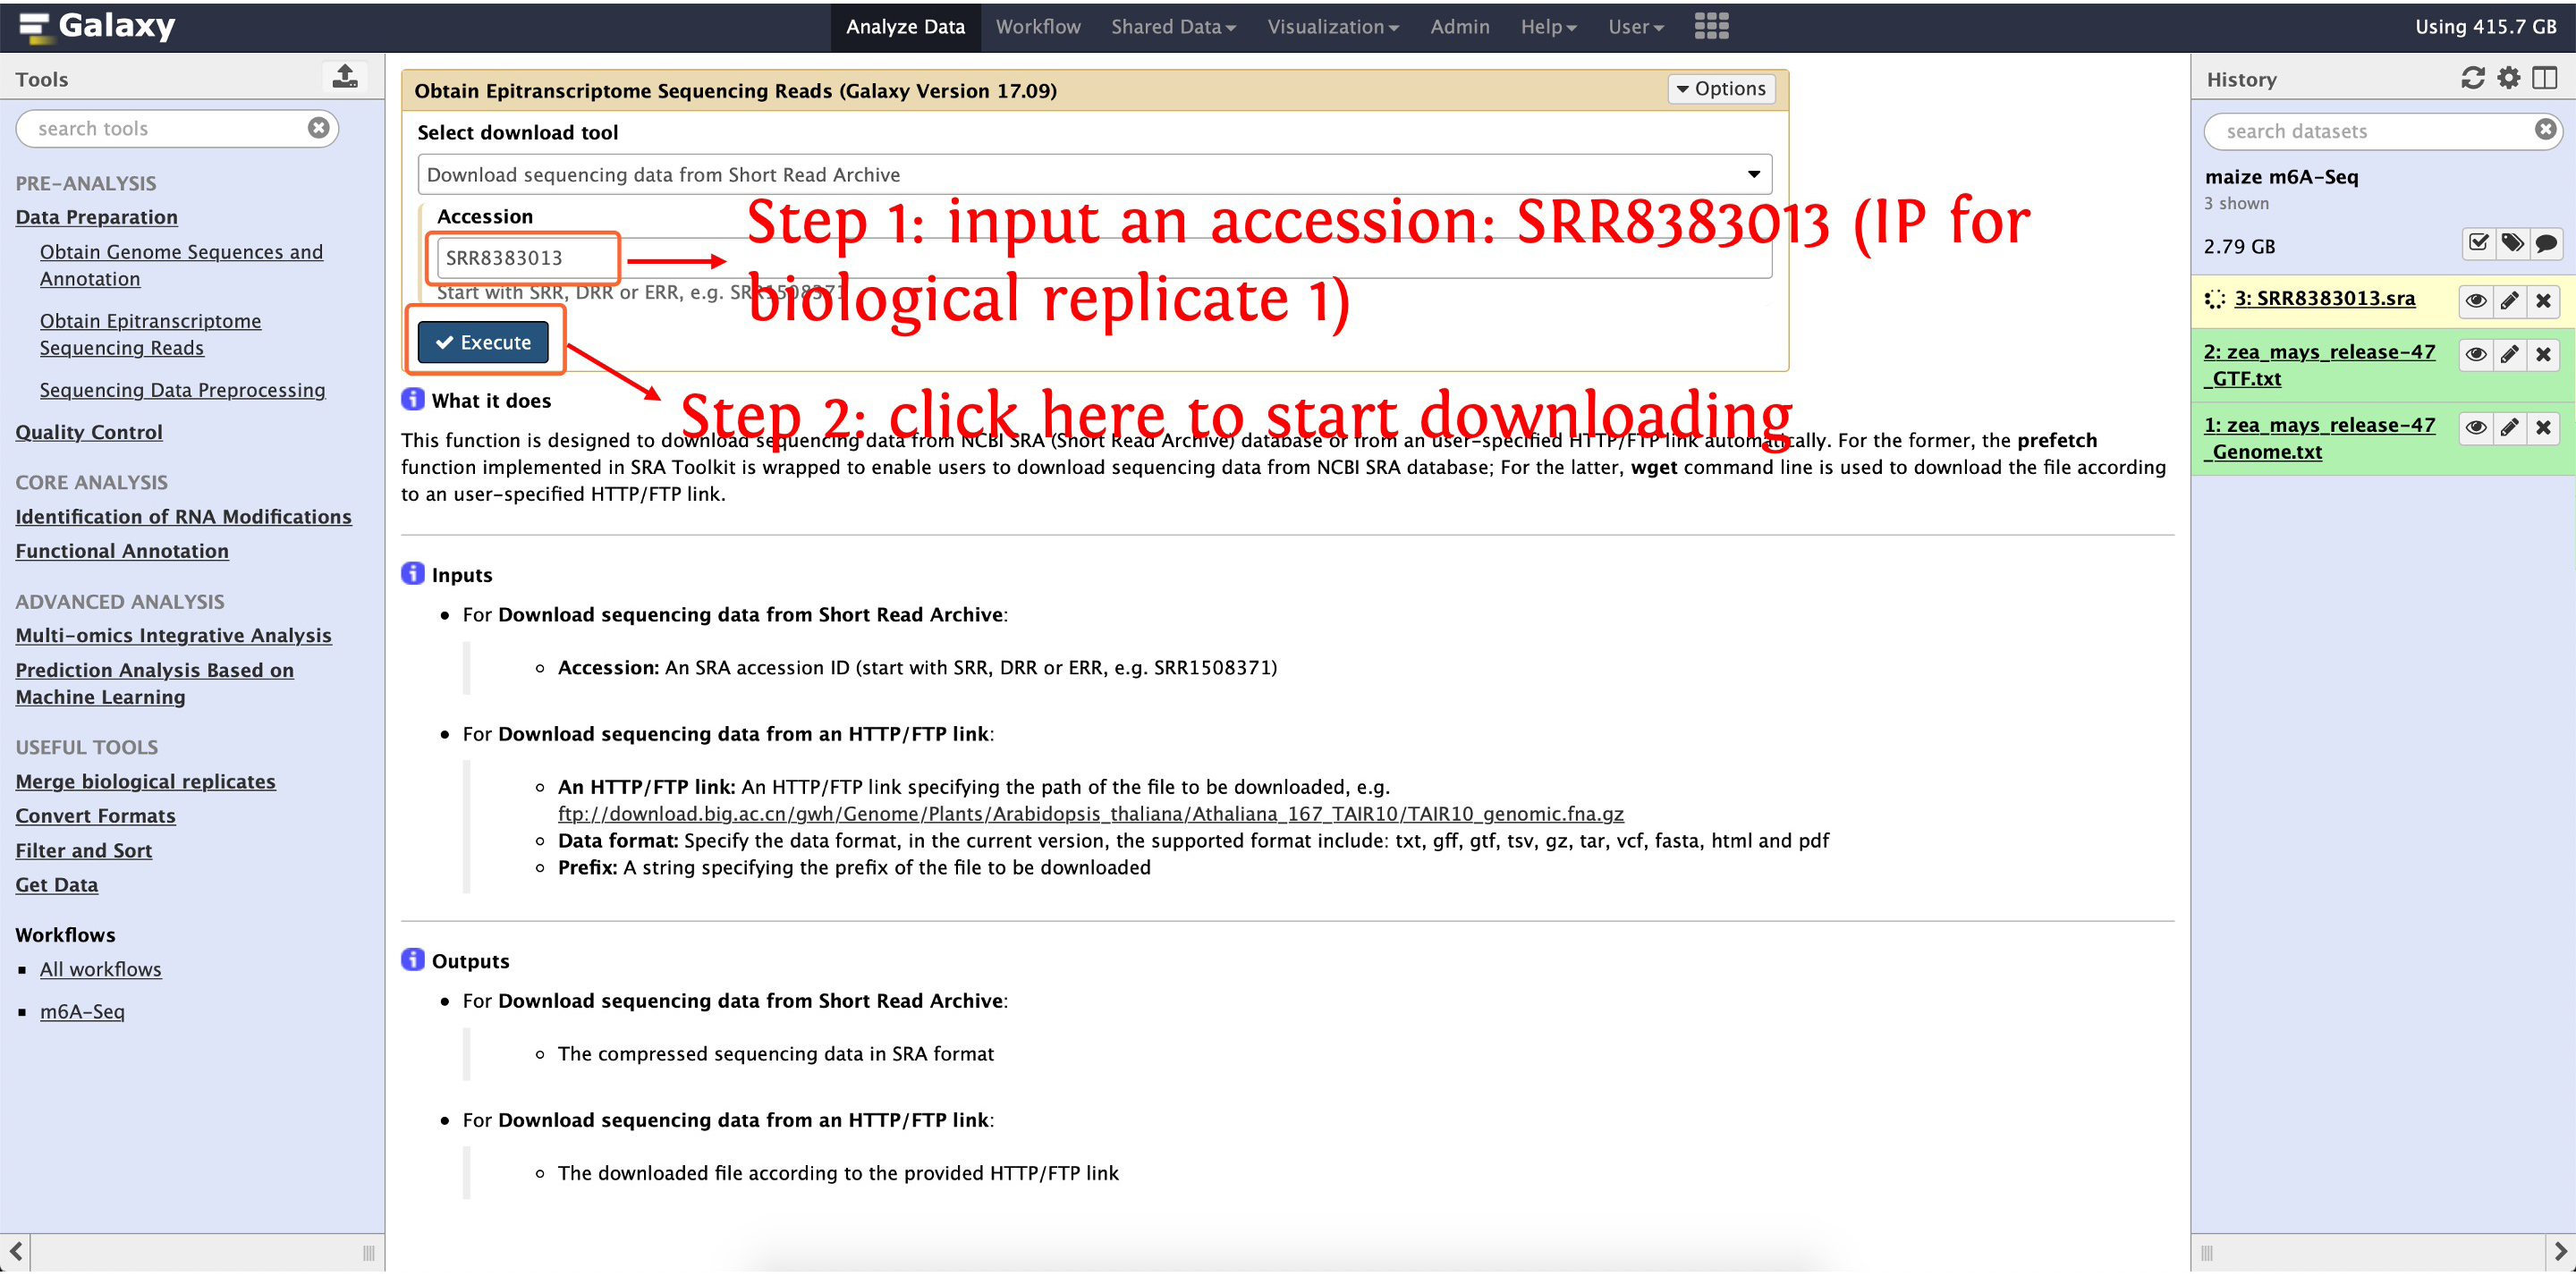 Galaxy
Analyze Data Workflow Shared Data Visualization Admin Help User
Using 415.7 GB
Tools
search tools
PRE-ANALYSIS
Data Preparation
Obtain Genome Sequences and
Annotation
Obtain Epitranscriptome
Sequencing Reads
Sequencing Data Preprocessing
Quality Control
CORE ANALYSIS
Identification of RNA Modifications
Functional Annotation
ADVANCED ANALYSIS
Multi-omics Integrative Analysis
Prediction Analysis Based on
Machine Learning
USEFUL TOOLS
Merge biological replicates
Convert Formats
Filter and Sort
Get Data
Workflows
All workflows
m6A-Seq
Obtain Epitranscriptome Sequencing Reads (Galaxy Version 17.09)
Options
Select download tool
Download sequencing data from Short Read Archive
Accession
SRR8383013
Start with SRR, DRR or ERR, e.g. SRR1508371
Step 1: input an accession: SRR8383013 (IP for
biological replicate 1)
Execute
Step 2: click here to start downloading
What it does
This function is designed to download sequencing data from NCBI SRA (Short Read Archive) database or from an user-specified HTTP/FTP link automatically. For the former, the prefetch
function implemented in SRA Toolkit is wrapped to enable users to download sequencing data from NCBI SRA database; For the latter, wget command line is used to download the file according
to an user-specified HTTP/FTP link.
Inputs
For Download sequencing data from Short Read Archive:
Accession: An SRA accession ID (start with SRR, DRR or ERR, e.g. SRR1508371)
For Download sequencing data from an HTTP/FTP link:
An HTTP/FTP link: An HTTP/FTP link specifying the path of the file to be downloaded, e.g.
ftp://download.big.ac.cn/gwh/Genome/Plants/Arabidopsis_thaliana/Athaliana_167_TAIR10/TAIR10_genomic.fna.gz
Data format: Specify the data format, in the current version, the supported format include: txt, gff, gtf, tsv, gz, tar, vcf, fasta, html and pdf
Prefix: A string specifying the prefix of the file to be downloaded
Outputs
For Download sequencing data from Short Read Archive:
The compressed sequencing data in SRA format
For Download sequencing data from an HTTP/FTP link:
The downloaded file according to the provided HTTP/FTP link
History
search datasets
maize m6A-Seq
3 shown
2.79 GB
3: SRR8383013.sra
2: zea_mays_release-47
_GTF.txt
1: zea_mays_release-47
_Genome.txt